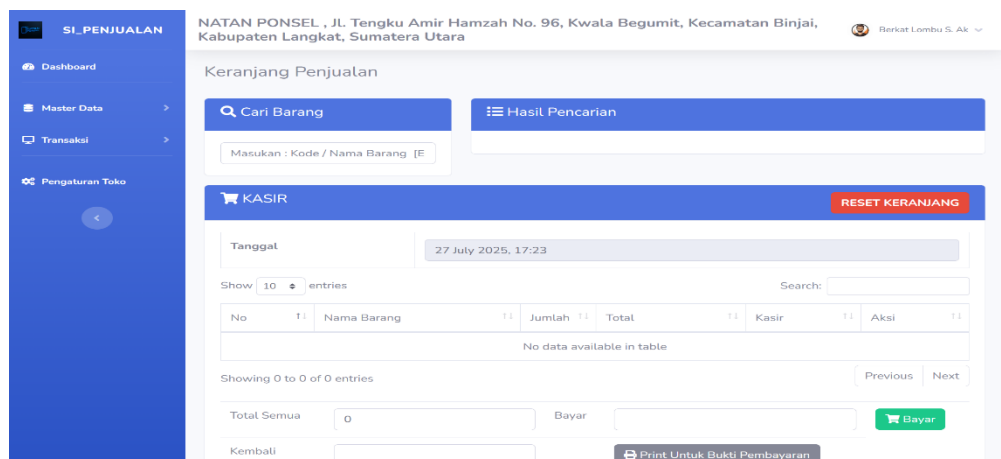 SI_PENJUALAN
NATAN PONSEL , JL. Tengku Amir Hamzah No. 96, Kwala Begumit, Kecamatan Binjai,
Kabupaten Langkat, Sumatera Utara
Berkat Lombu S. Ak
Dashboard
Master Data
Transaksi
Pengaturan Toko
Keranjang Penjualan
Cari Barang
Masukan : Kode / Nama Barang [E
Hasil Pencarian
KASIR
RESET KERANJANG
Tanggal
27 July 2025, 17:23
Show 10 entries
Search:
No Nama Barang Jumlah Total Kasir Aksi
No data available in table
Showing 0 to 0 of 0 entries
Previous Next
Total Semua 0 Bayar Bayar
Kembali Print Untuk Bukti Pembayaran